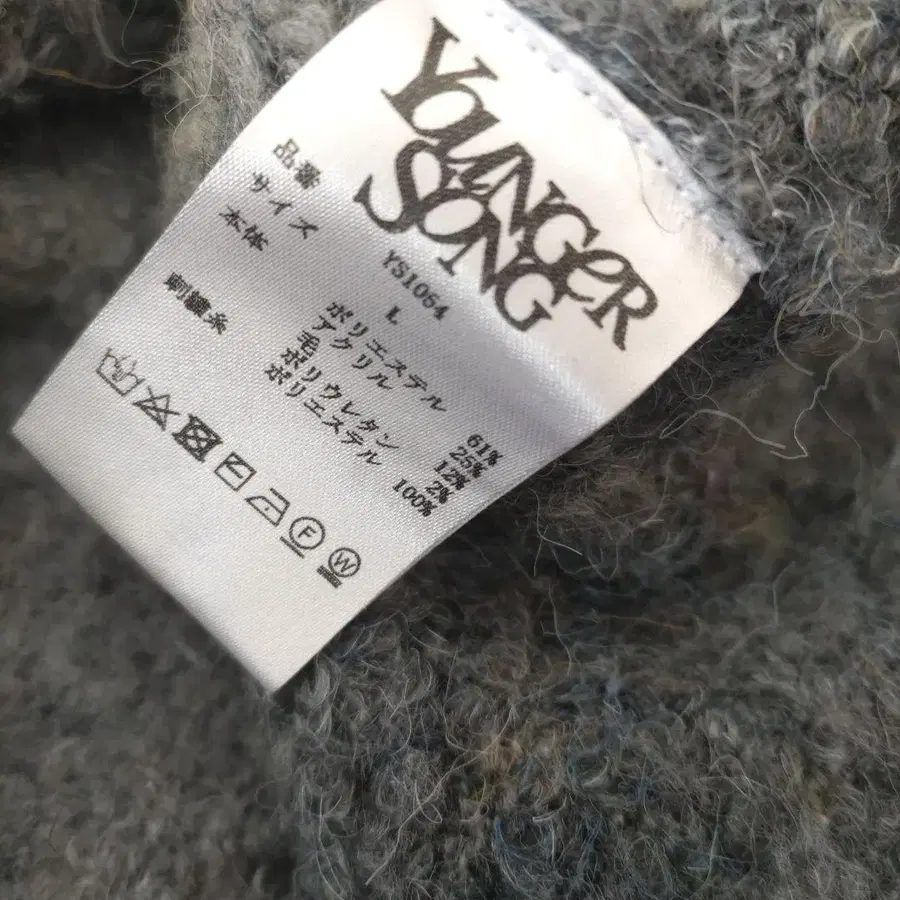 YOUNGER
SONG
品番 YS1064
サイズ L
本体 ポリエステル 61%
アクリル 25%
毛 12%
ポリウレタン 2%
刺繍糸 ポリエステル 100%
F
W